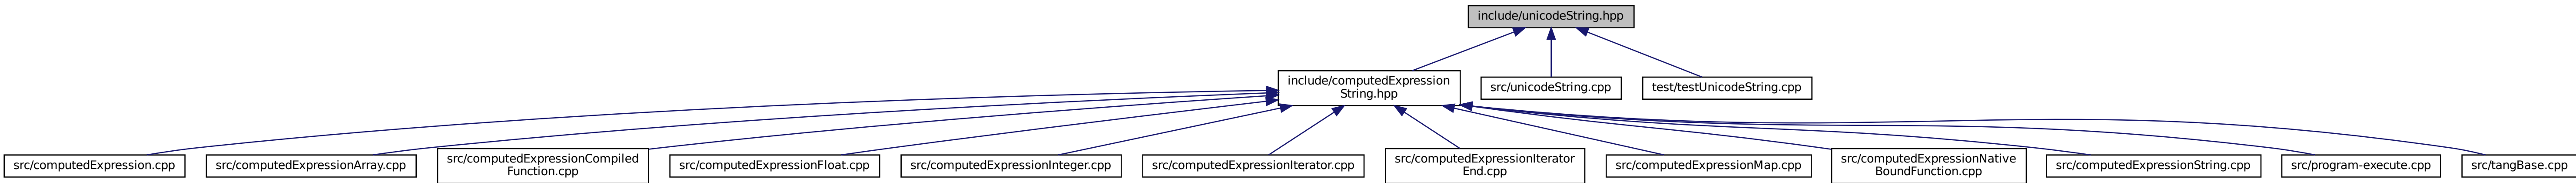 include/unicodeString.hpp
include/computedExpression
String.hpp
src/unicodeString.cpp
test/testUnicodeString.cpp
src/computedExpression.cpp
src/computedExpressionArray.cpp
src/computedExpressionCompiled
Function.cpp
src/computedExpressionFloat.cpp
src/computedExpressionInteger.cpp
src/computedExpressionIterator.cpp
src/computedExpressionIterator
End.cpp
src/computedExpressionMap.cpp
src/computedExpressionNative
BoundFunction.cpp
src/computedExpressionString.cpp
src/program-execute.cpp
src/tangBase.cpp